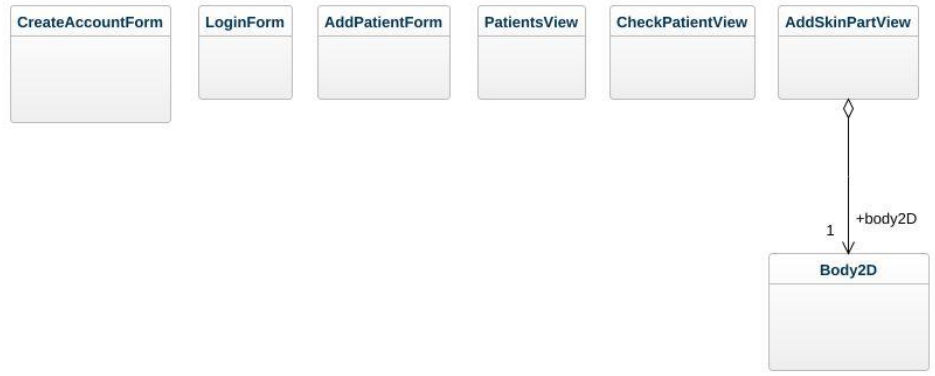 CreateAccountForm
LoginForm
AddPatientForm
PatientsView
CheckPatientView
AddSkinPartView
+body2D
1
Body2D